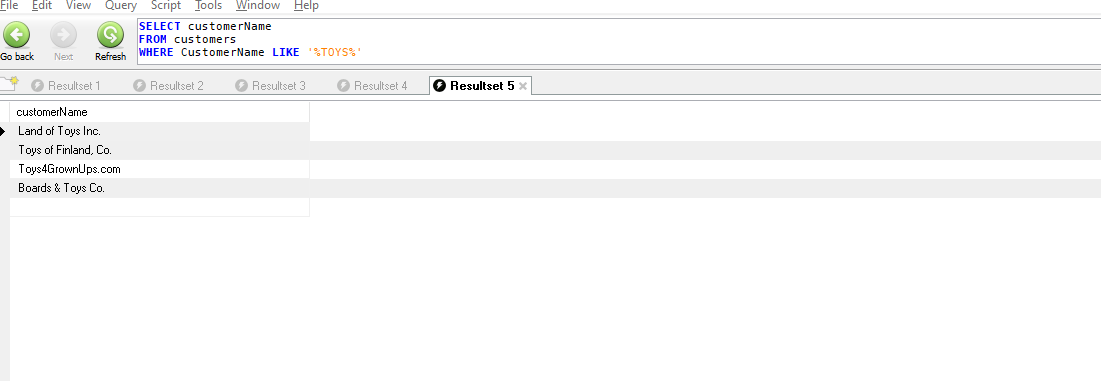 File Edit View Query Script Tools Window Help
SELECT customerName
FROM customers
WHERE CustomerName LIKE '%TOYS%'
Go back Next Refresh
Resultset 1 Resultset 2 Resultset 3 Resultset 4 Resultset 5
customerName
Land of Toys Inc.
Toys of Finland, Co.
Toys4GrownUps.com
Boards & Toys Co.